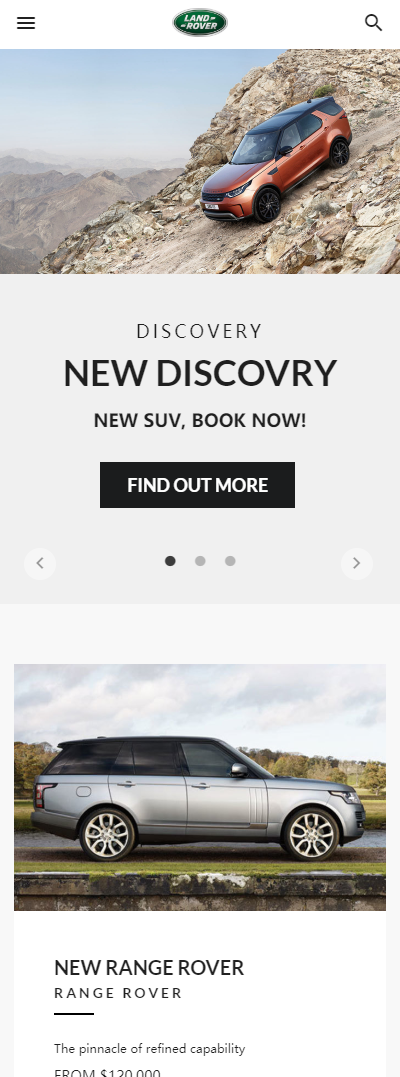 LAND-
-ROVER
DISCOVERY
NEW DISCOVRY
NEW SUV, BOOK NOW!
FIND OUT MORE
NEW RANGE ROVER
RANGE ROVER
The pinnacle of refined capability
FROM $120,000